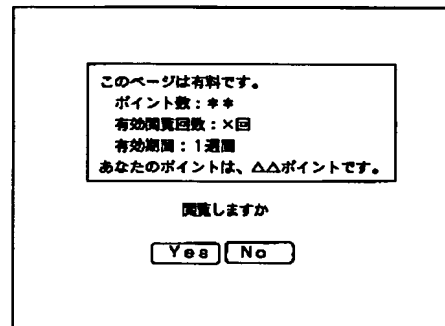 このページは有料です。
ポイント数:**
有効閲覧回数:×回
有効期間:1週間
あなたのポイントは、△△ポイントです。
閲覧しますか
Yes No